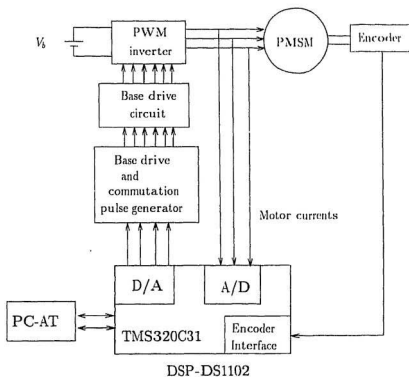 V_b
PWM
inverter
PMSM
Encoder
Base drive
circuit
Base drive
and
commutation
pulse generator
Motor currents
D/A
A/D
PC-AT
TMS320C31
Encoder
Interface
DSP-DS1102